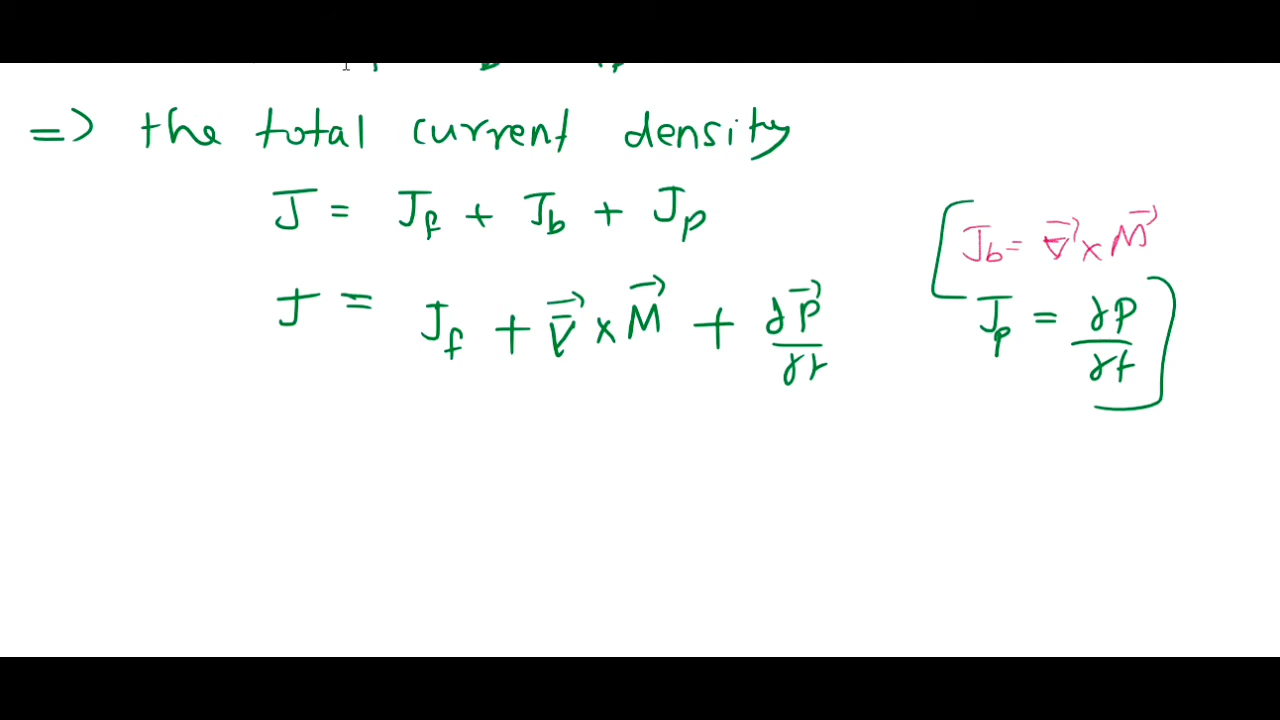 => the total current density
J = J_f + J_b + J_p
[ J_b = ∇⃗ × M⃗
J = J_f + ∇⃗ × M⃗ + ∂P⃗/∂t
J_p = ∂P/∂t ]